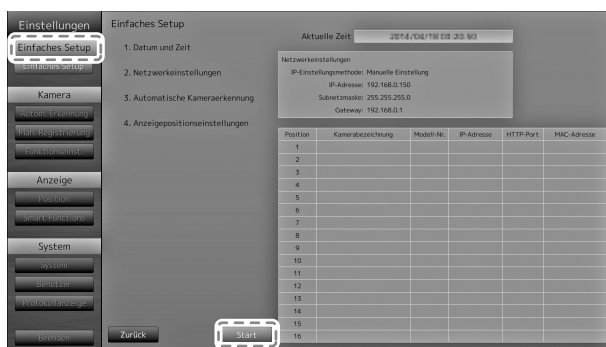 Einstellungen
Einfaches Setup
Einfaches Setup
Kamera
Autom. Erkennung
Man. Registrierung
Funktionseinst.
Anzeige
Position
Smart Functions
System
System
Benutzer
Protokollanzeige
Beenden
Einfaches Setup
1. Datum und Zeit
2. Netzwerkeinstellungen
3. Automatische Kameraerkennung
4. Anzeigepositionseinstellungen
Zurück
Start
Aktuelle Zeit
Netzwerkeinstellungen
IP-Einstellungsmethode: Manuelle Einstellung
IP-Adresse: 192.168.0.150
Subnetzmaske: 255.255.255.0
Gateway: 192.168.0.1
Position Kamerabezeichnung Modell-Nr. IP-Adresse HTTP-Port MAC-Adresse
1
2
3
4
5
6
7
8
9
10
11
12
13
14
15
16